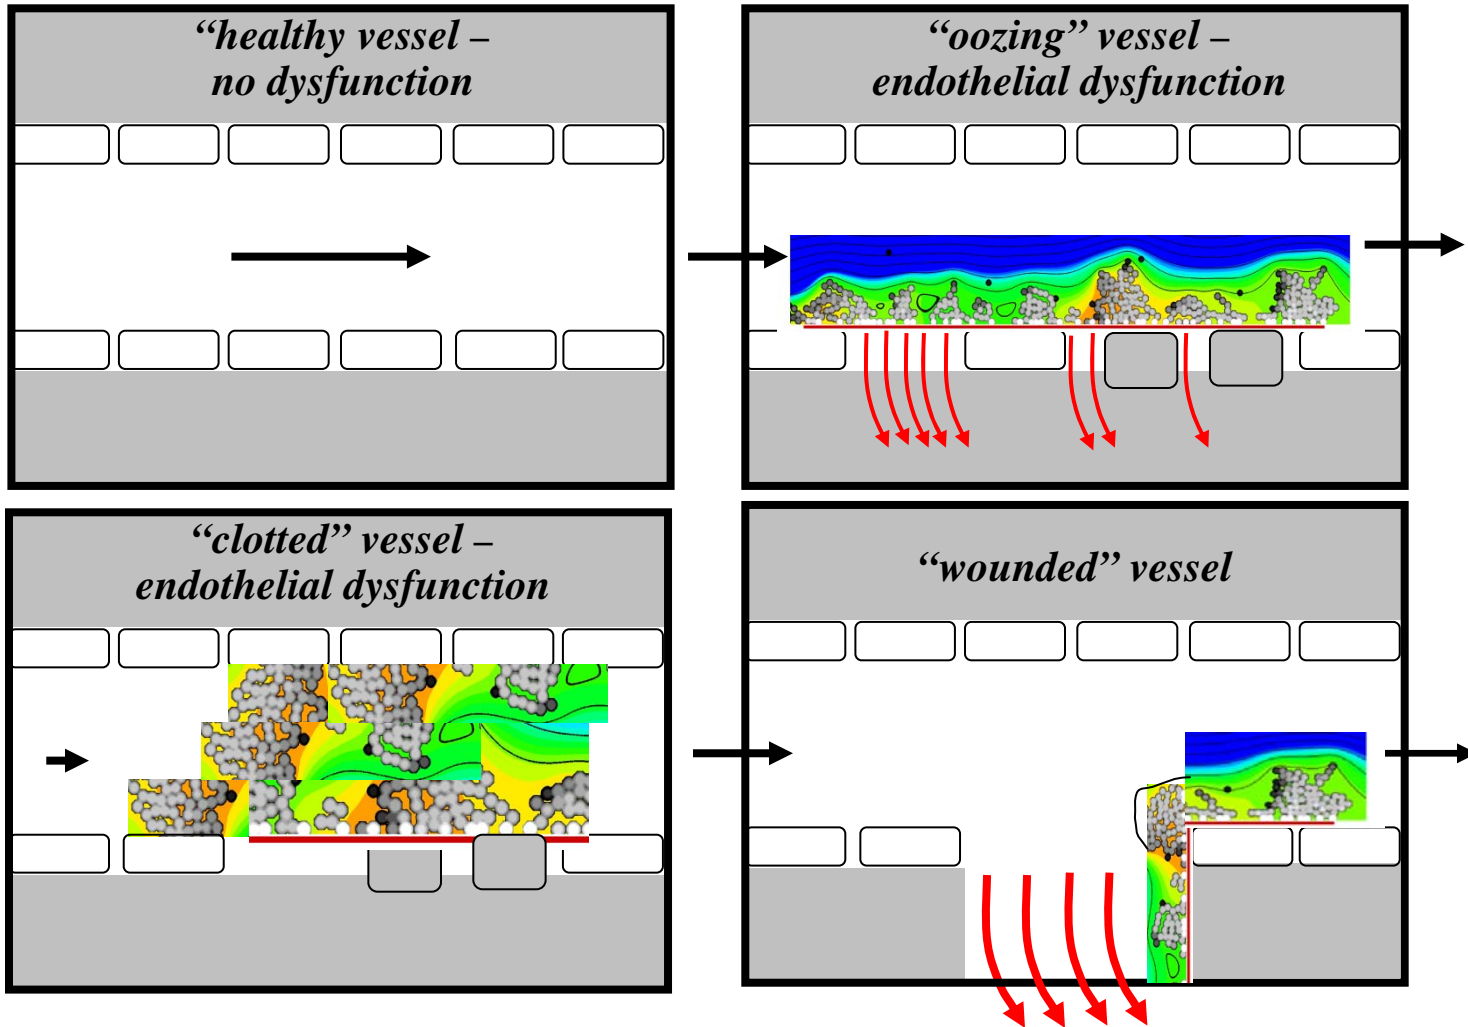 “healthy vessel –
no dysfunction
“oozing” vessel –
endothelial dysfunction
“clotted” vessel –
endothelial dysfunction
“wounded” vessel